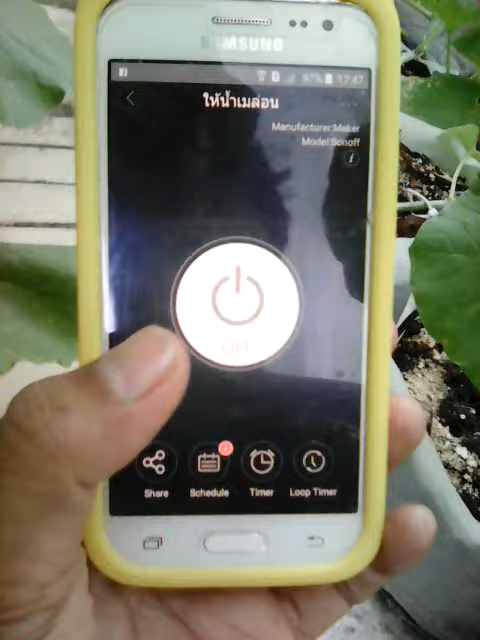 SAMSUNG
97% 17:47
ให้น้ำเมล่อน
Manufacturer:Maker
Model:Sonoff
i
OFF
Share
Schedule
Timer
Loop Timer